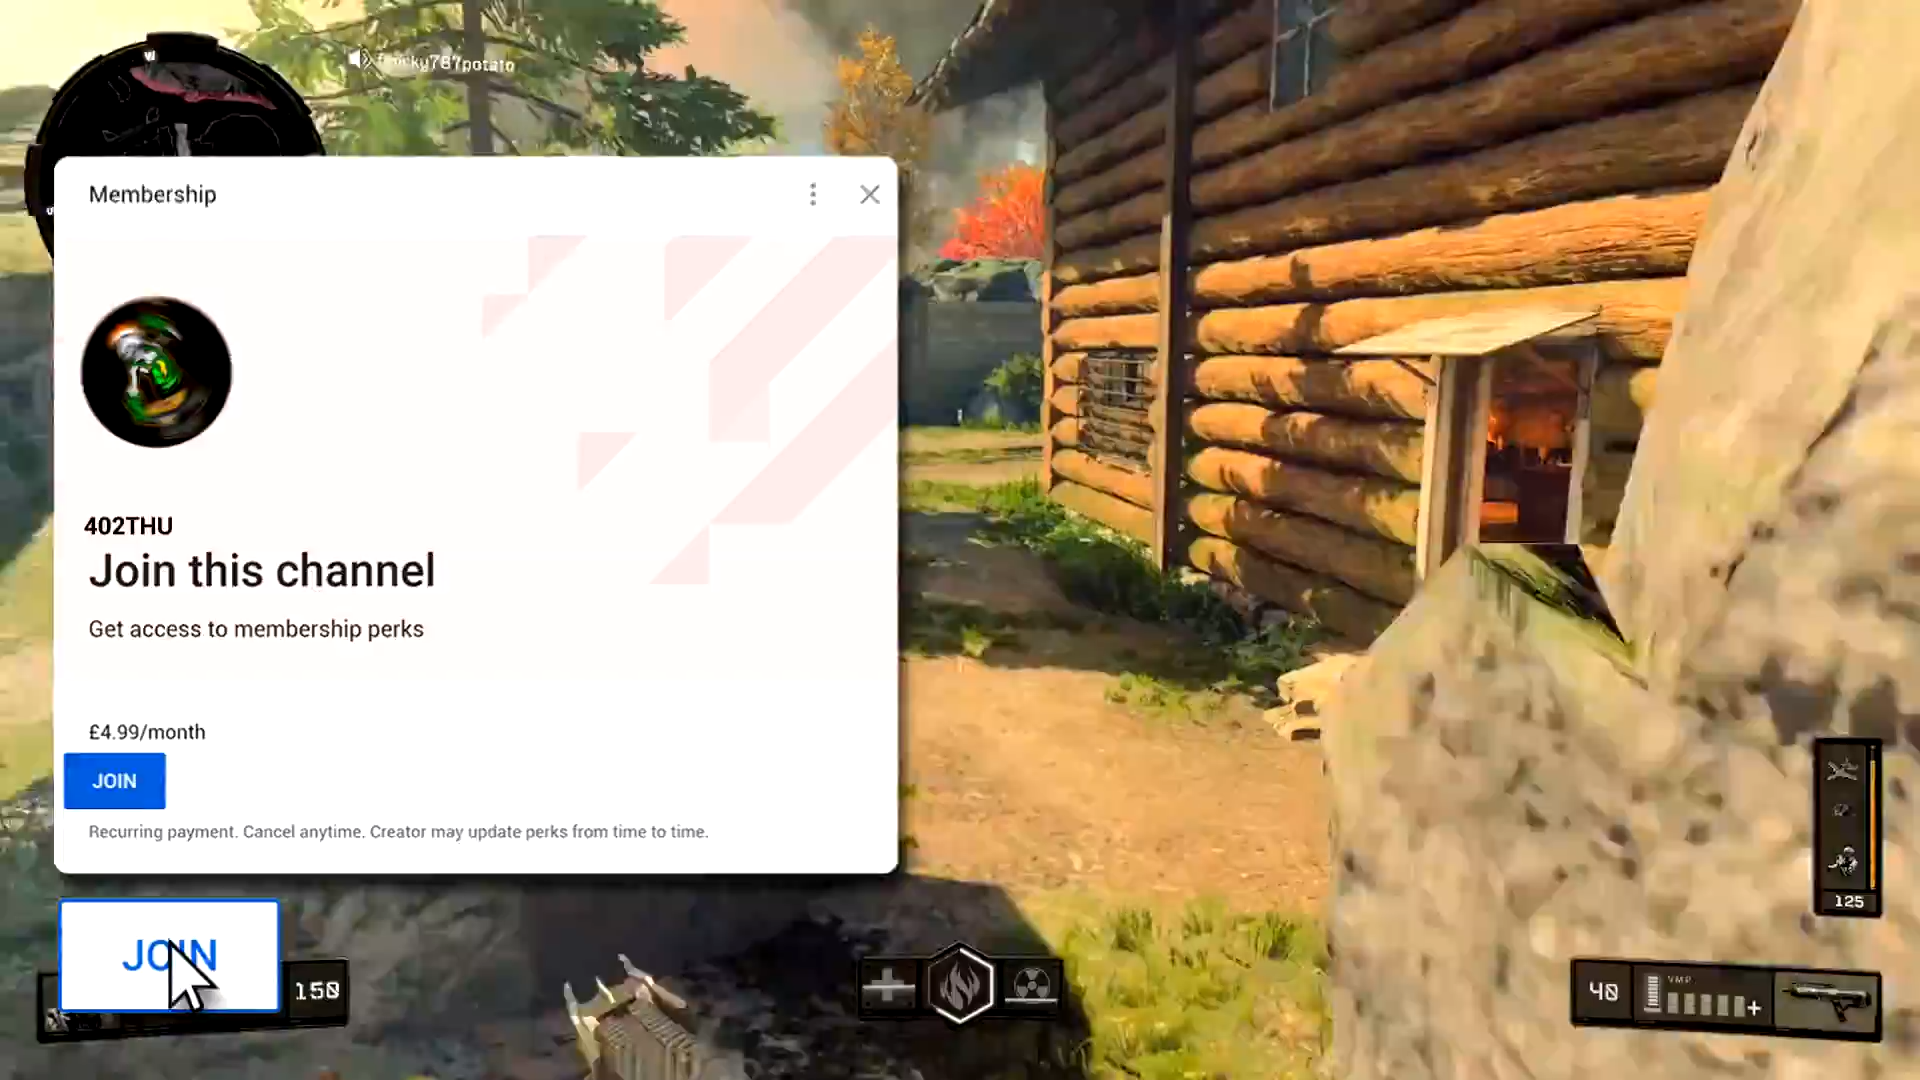 W
Membership
402THU
Join this channel
Get access to membership perks
£4.99/month
JOIN
Recurring payment. Cancel anytime. Creator may update perks from time to time.
JOIN
150
125
40
VMP